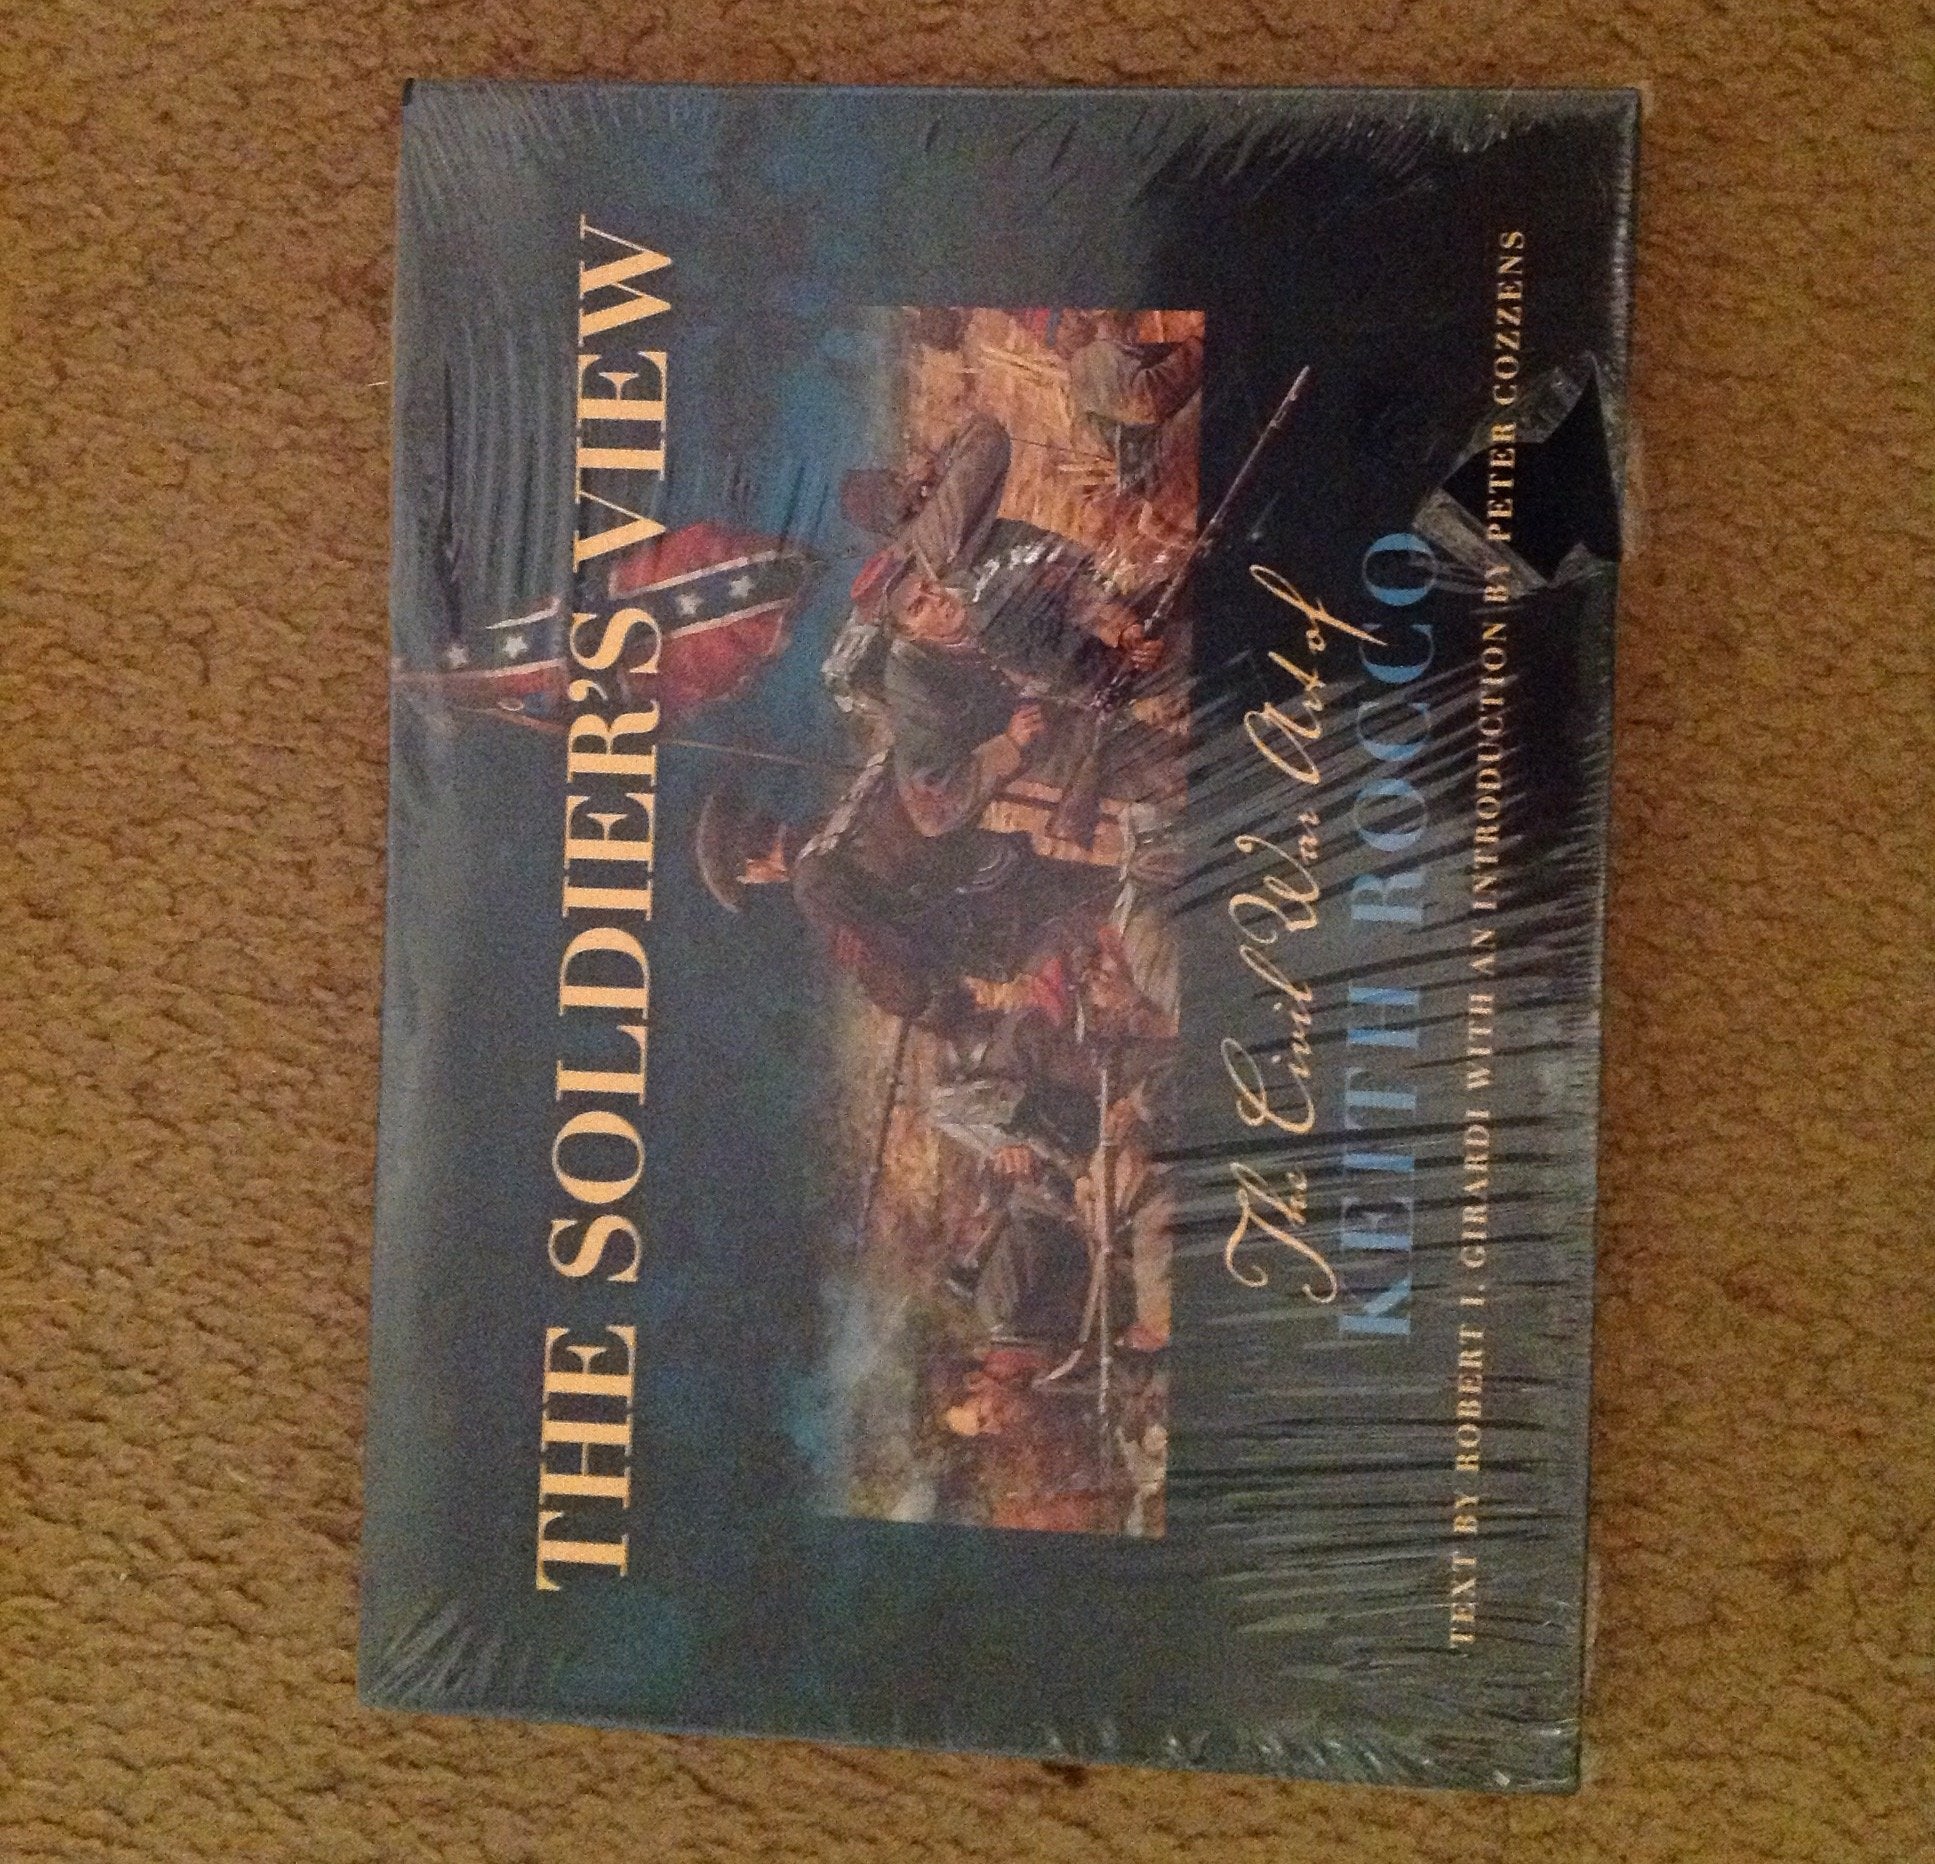 THE SOLDIER'S VIEW
The Civil War Art of
KEITH ROCCO
TEXT BY ROBERT I. GIRARDI WITH AN INTRODUCTION BY PETER COZZENS